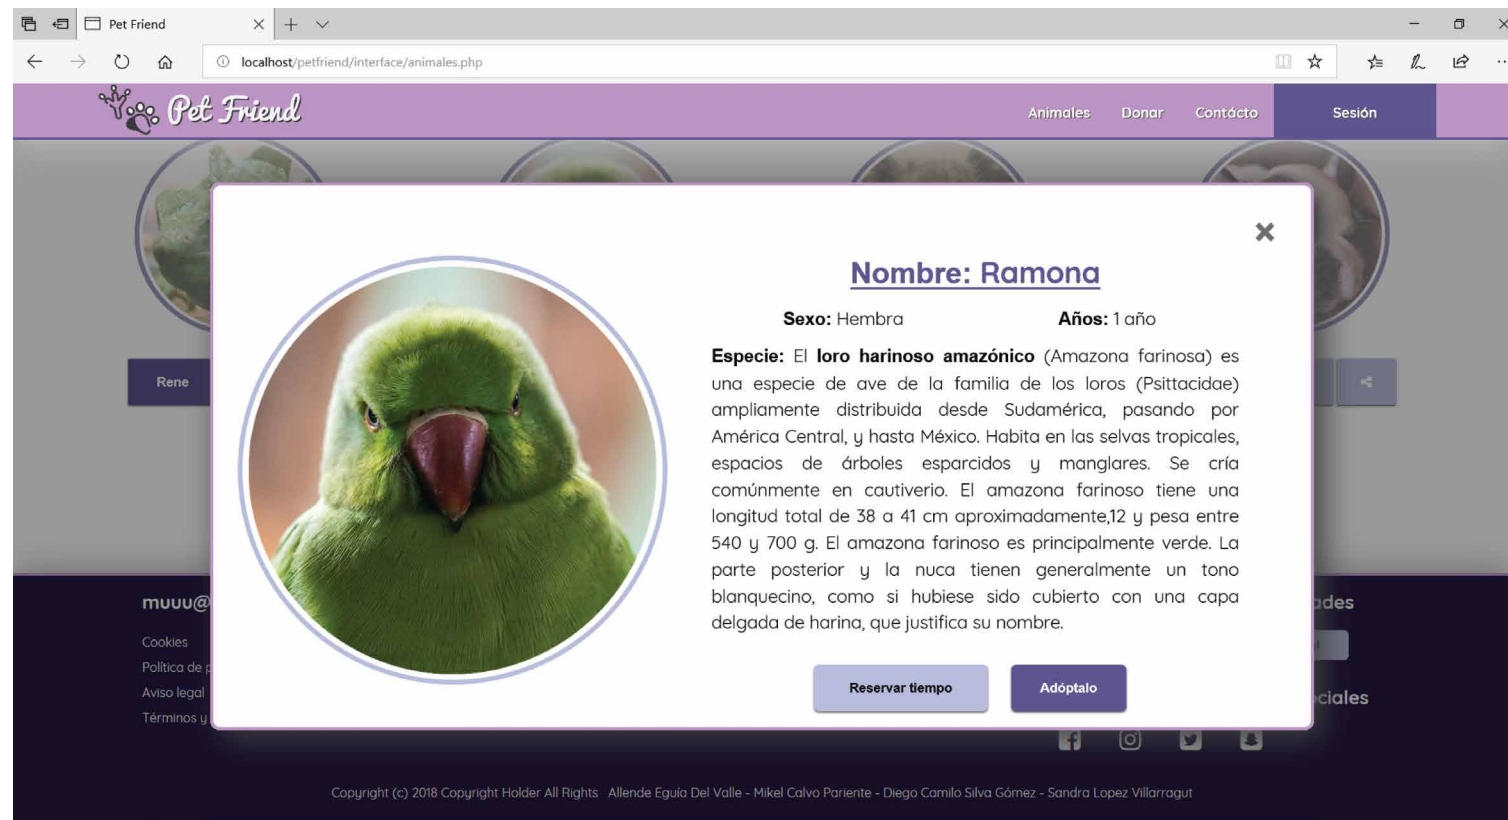 Pet Friend
localhost/petfriend/interface/animales.php
Pet Friend
Animales Donar Contácto Sesión
Nombre: Ramona
Sexo: Hembra Años: 1 año
Especie: El loro harinoso amazónico (Amazona farinosa) es
una especie de ave de la familia de los loros (Psittacidae)
ampliamente distribuida desde Sudamérica, pasando por
América Central, y hasta México. Habita en las selvas tropicales,
espacios de árboles esparcidos y manglares. Se cría
comúnmente en cautiverio. El amazona farinoso tiene una
longitud total de 38 a 41 cm aproximadamente,12 y pesa entre
540 y 700 g. El amazona farinoso es principalmente verde. La
parte posterior y la nuca tienen generalmente un tono
blanquecino, como si hubiese sido cubierto con una capa
delgada de harina, que justifica su nombre.
Reservar tiempo Adóptalo
Rene
muuu@
Cookies
Política de p
Aviso legal
Términos y
ades
ciales
Copyright (c) 2018 Copyright Holder All Rights Allende Eguía Del Valle - Mikel Calvo Pariente - Diego Camilo Silva Gómez - Sandra Lopez Villarragut